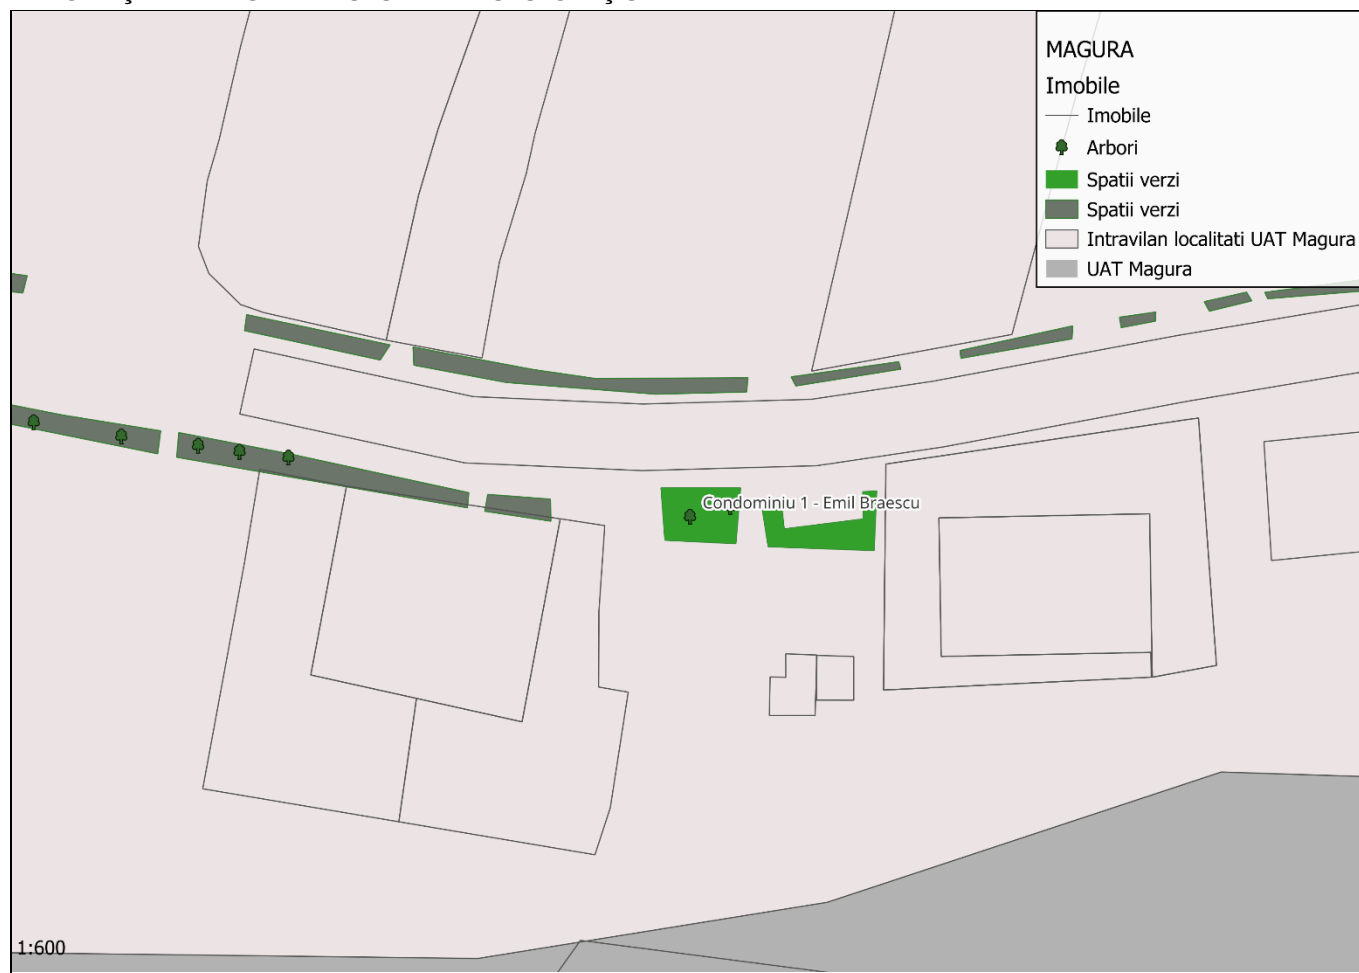 MAGURA
Imobile
Imobile
Arbori
Spatii verzi
Spatii verzi
Intravilan localitati UAT Magura
UAT Magura
Condominiu 1 - Emil Braescu
1:600